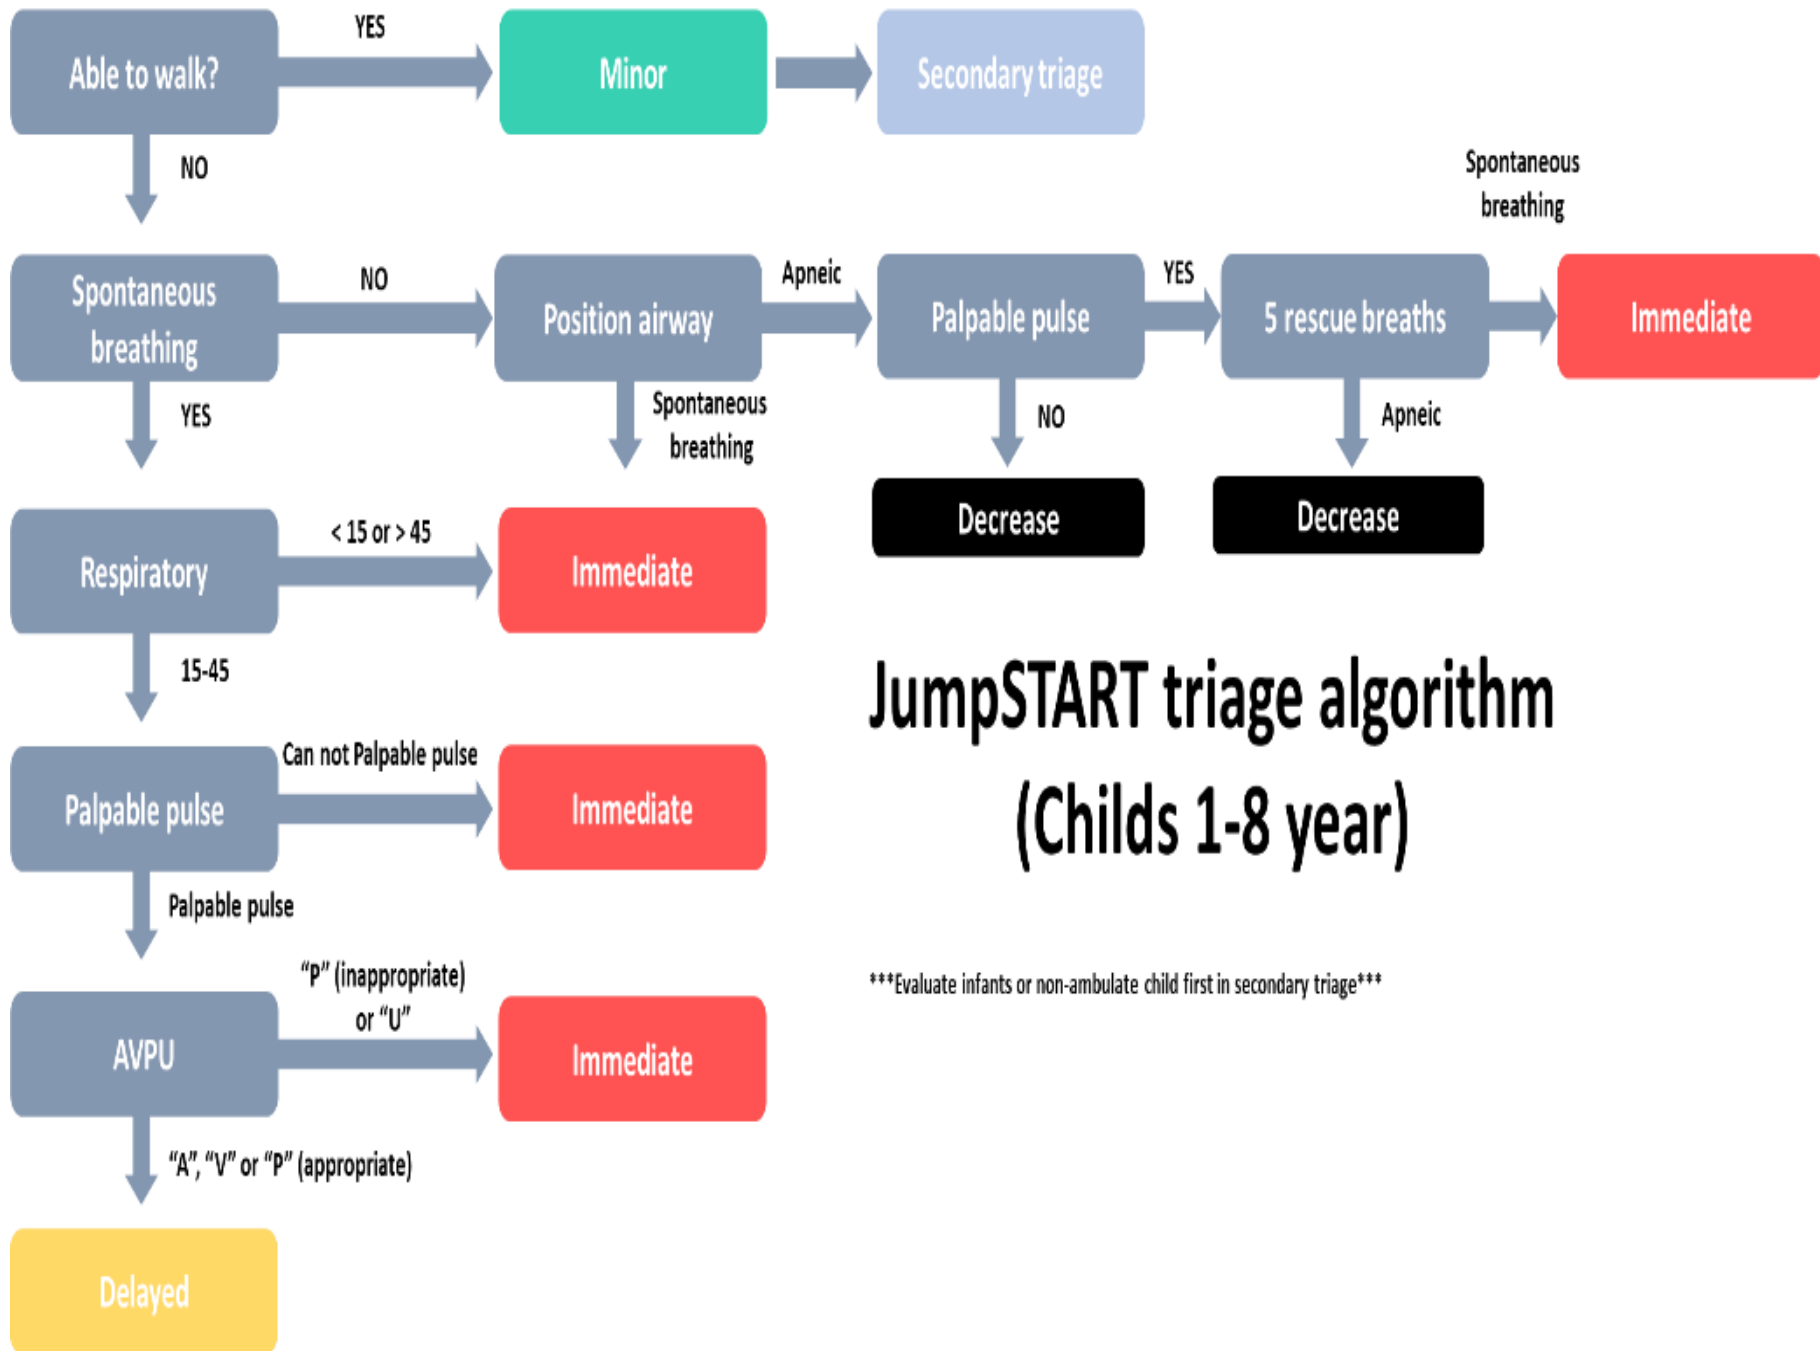 YES
Able to walk?
Minor
Secondary triage
NO
Spontaneous
breathing
Spontaneous
breathing
NO
Position airway
Apneic
Palpable pulse
YES
5 rescue breaths
Immediate
YES
Spontaneous
breathing
NO
Apneic
Decrease
Decrease
Respiratory
< 15 or > 45
Immediate
15-45
JumpSTART triage algorithm
(Childs 1-8 year)
Palpable pulse
Can not Palpable pulse
Immediate
Palpable pulse
***Evaluate infants or non-ambulate child first in secondary triage***
AVPU
“P” (inappropriate)
or “U”
Immediate
“A”, “V” or “P” (appropriate)
Delayed